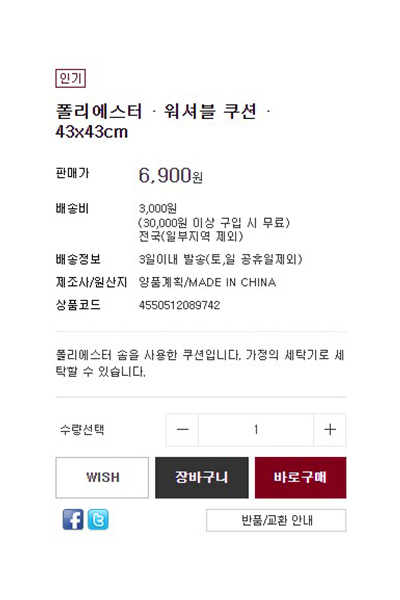 인기
폴리에스터 · 워셔블 쿠션 ·
43x43cm
판매가 6,900원
배송비 3,000원
(30,000원 이상 구입 시 무료)
전국(일부지역 제외)
배송정보 3일이내 발송(토,일 공휴일제외)
제조사/원산지 양품계획/MADE IN CHINA
상품코드 4550512089742
폴리에스터 솜을 사용한 쿠션입니다. 가정의 세탁기로 세
탁할 수 있습니다.
수량선택 — 1 +
WISH 장바구니 바로구매
반품/교환 안내